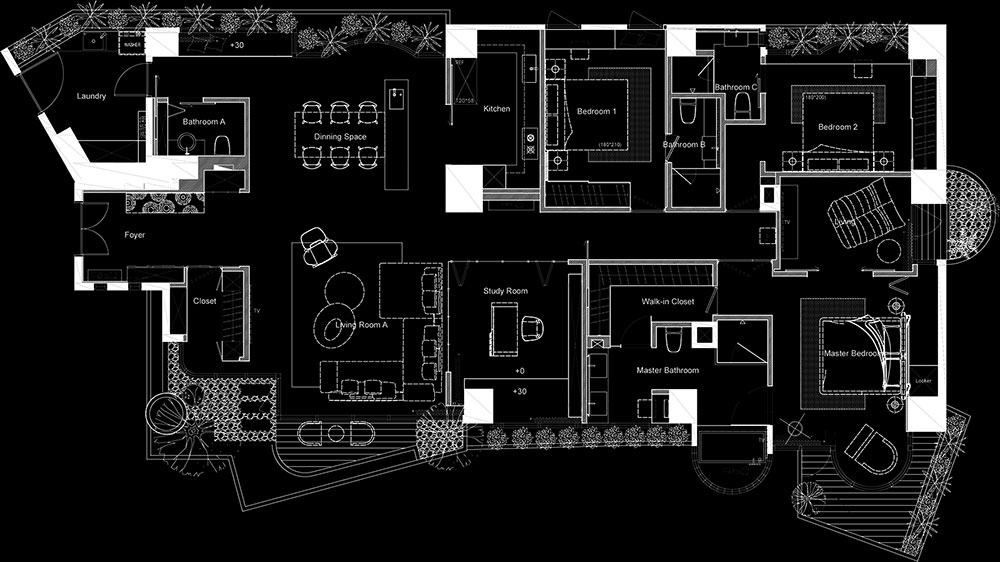 WASHER
+30
Laundry
Bathroom A
Dinning Space
REF
120*58
Kitchen
Bedroom 1
(180*210)
Bathroom C
Bathroom B
(180*200)
Bedroom 2
Foyer
TV
Living
Closet
TV
Living Room A
Study Room
+0
+30
Walk-in Closet
Master Bathroom
Master Bedroom
Locker
TV